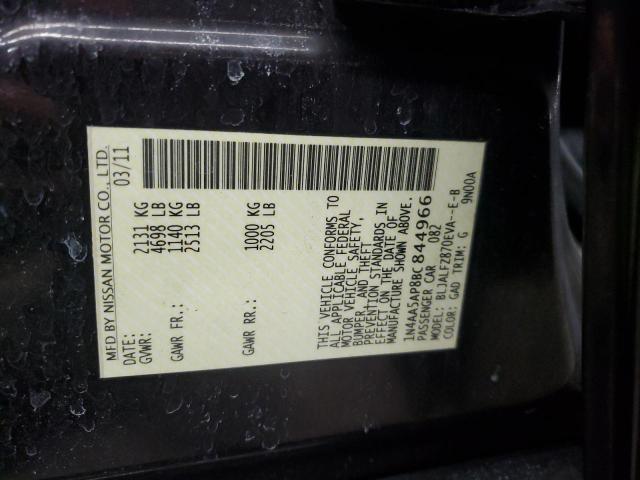 MFD BY NISSAN MOTOR CO., LTD.
DATE: 03/11
GVWR: 2131 KG
4698 LB
GAWR FR.: 1140 KG
2513 LB
GAWR RR.: 1000 KG
2205 LB
THIS VEHICLE CONFORMS TO
ALL APPLICABLE FEDERAL
MOTOR VEHICLE SAFETY,
BUMPER, AND THEFT
PREVENTION STANDARDS IN
EFFECT ON THE DATE OF
MANUFACTURE SHOWN ABOVE.
1N4AA5AP8BC844966
PASSENGER CAR 082
MODEL: BLJALFZ870EVA--E-B
COLOR: GAD TRIM: G 9N00A